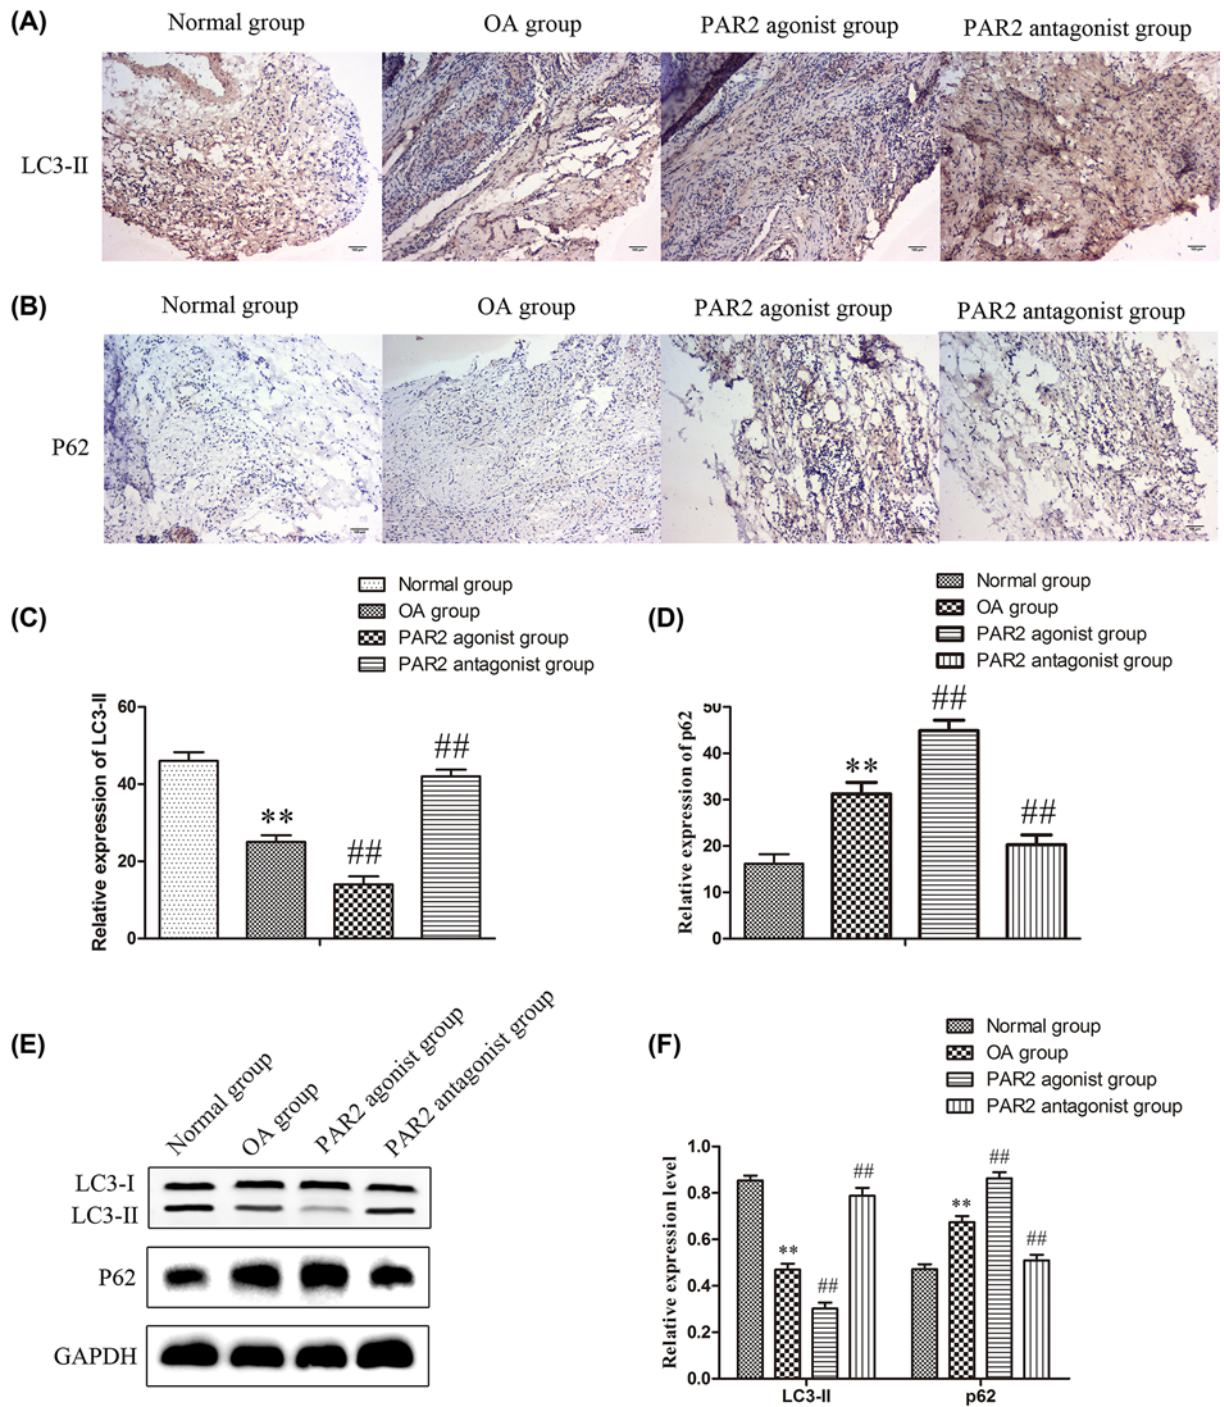 (A)
Normal group
OA group
PAR2 agonist group
PAR2 antagonist group
LC3-II
(B)
Normal group
OA group
PAR2 agonist group
PAR2 antagonist group
P62
(C)
Normal group
OA group
PAR2 agonist group
PAR2 antagonist group
Relative expression of LC3-II
60
40
20
0
**
##
##
(D)
Normal group
OA group
PAR2 agonist group
PAR2 antagonist group
Relative expression of p62
50
40
30
20
10
0
**
##
##
(E)
Normal group
OA group
PAR2 agonist group
PAR2 antagonist group
LC3-I
LC3-II
P62
GAPDH
(F)
Normal group
OA group
PAR2 agonist group
PAR2 antagonist group
Relative expression level
1.0
0.8
0.6
0.4
0.2
0.0
**
##
##
**
##
##
LC3-II
p62